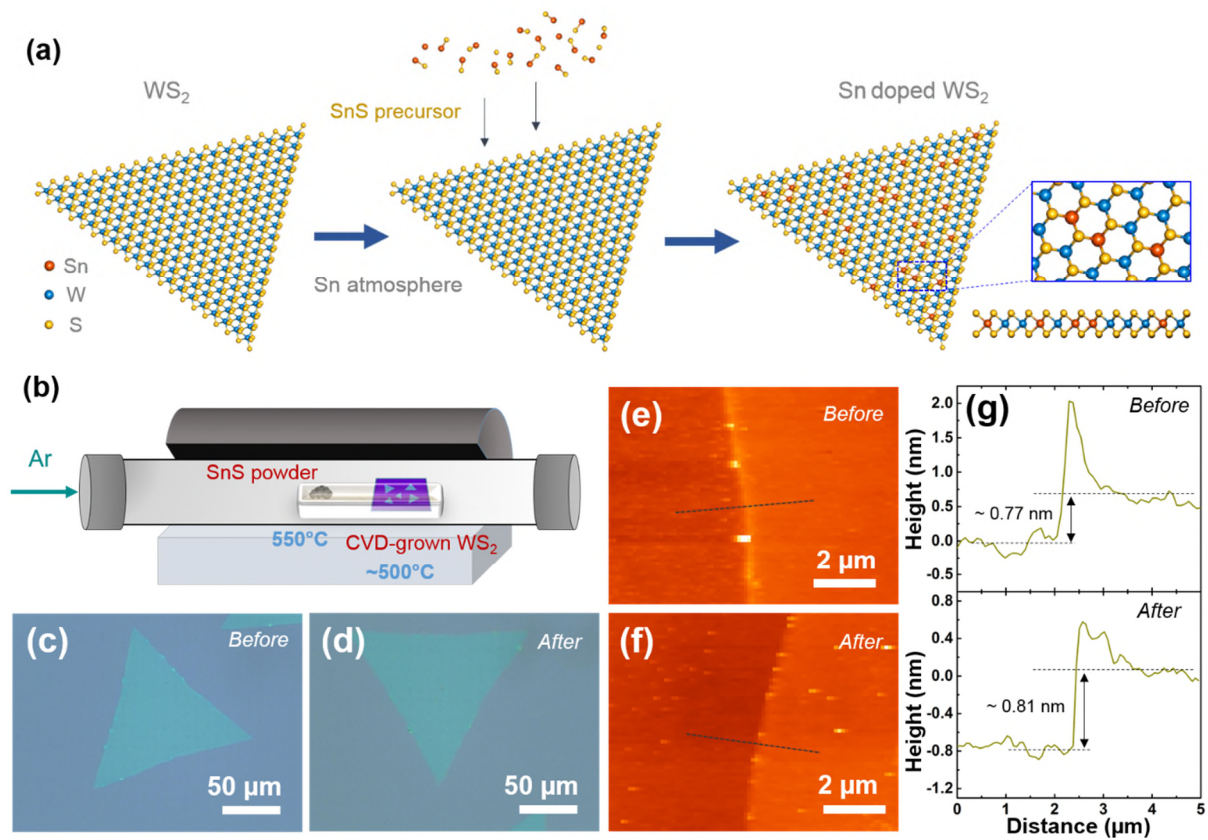 (a)
WS₂
SnS precursor
Sn doped WS₂
Sn
W
S
Sn atmosphere
(b)
Ar
SnS powder
550°C
CVD-grown WS₂
~500°C
(c)
Before
50 μm
(d)
After
50 μm
(e)
Before
2 μm
(f)
After
2 μm
(g)
Before
Height (nm)
2.0
1.5
1.0
0.5
0.0
-0.5
~ 0.77 nm
After
Height (nm)
0.8
0.4
0.0
-0.4
-0.8
-1.2
~ 0.81 nm
0 1 2 3 4 5
Distance (μm)